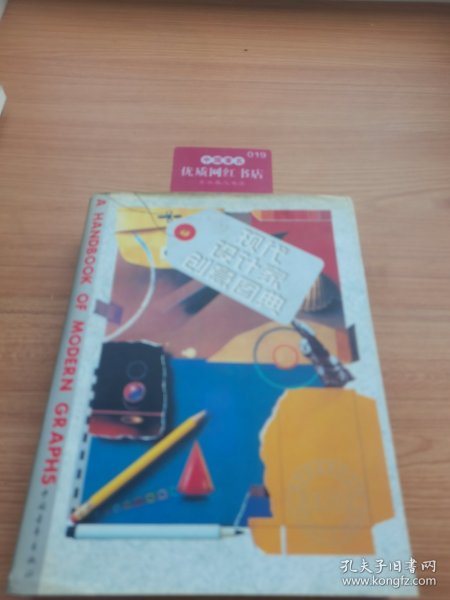 019
优质网红书店
现代
设计家
创意图典
A HANDBOOK OF MODERN GRAPHS
孔夫子旧书网
www.kongfz.com